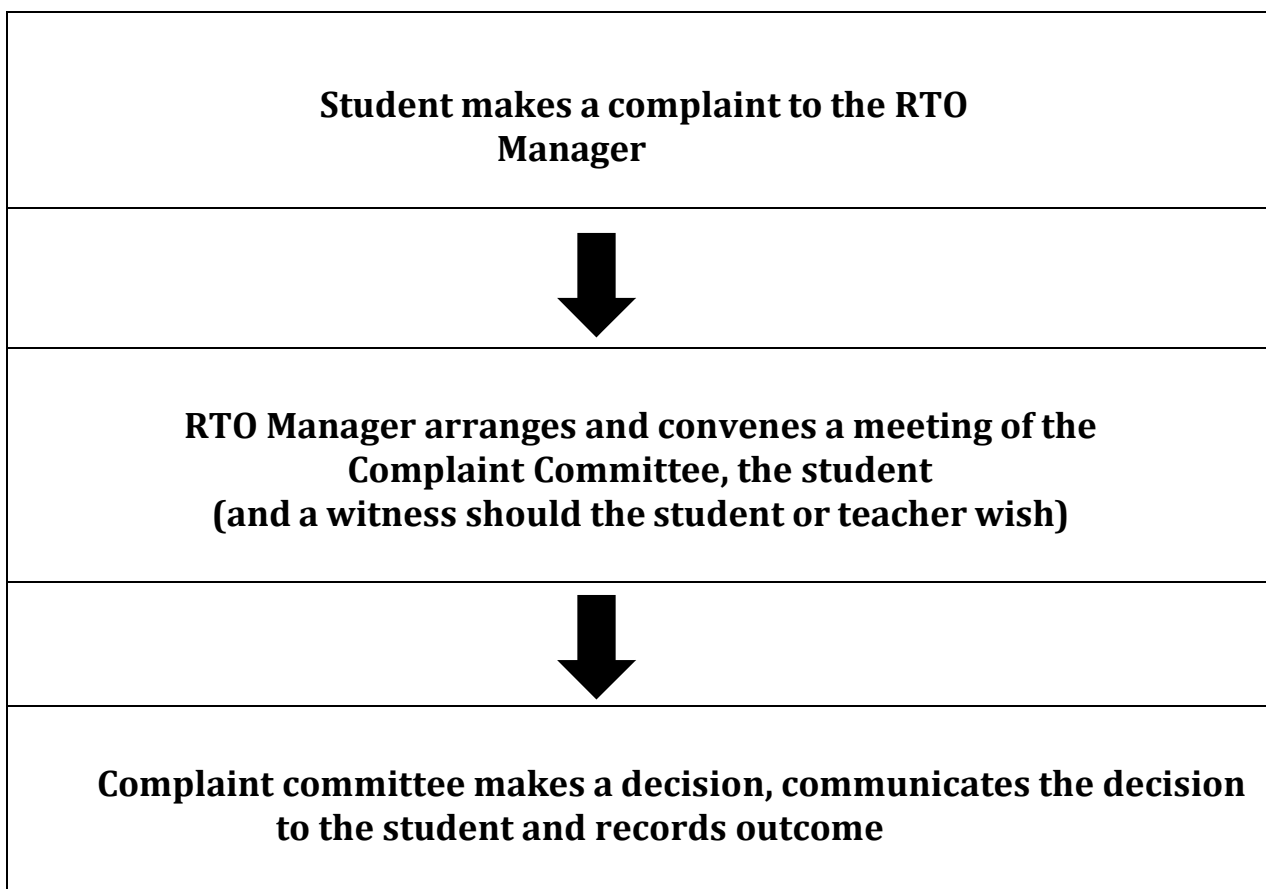 Student makes a complaint to the RTO
Manager
RTO Manager arranges and convenes a meeting of the
Complaint Committee, the student
(and a witness should the student or teacher wish)
Complaint committee makes a decision, communicates the decision
to the student and records outcome